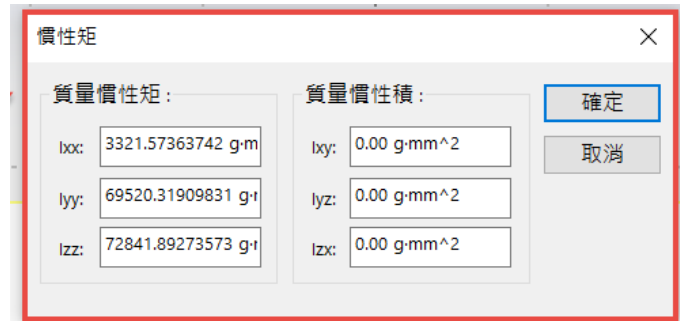 慣性矩
質量慣性矩：
Ixx: 3321.57363742 g·m
Iyy: 69520.31909831 g·r
Izz: 72841.89273573 g·r
質量慣性積：
Ixy: 0.00 g·mm^2
Iyz: 0.00 g·mm^2
Izx: 0.00 g·mm^2
確定
取消